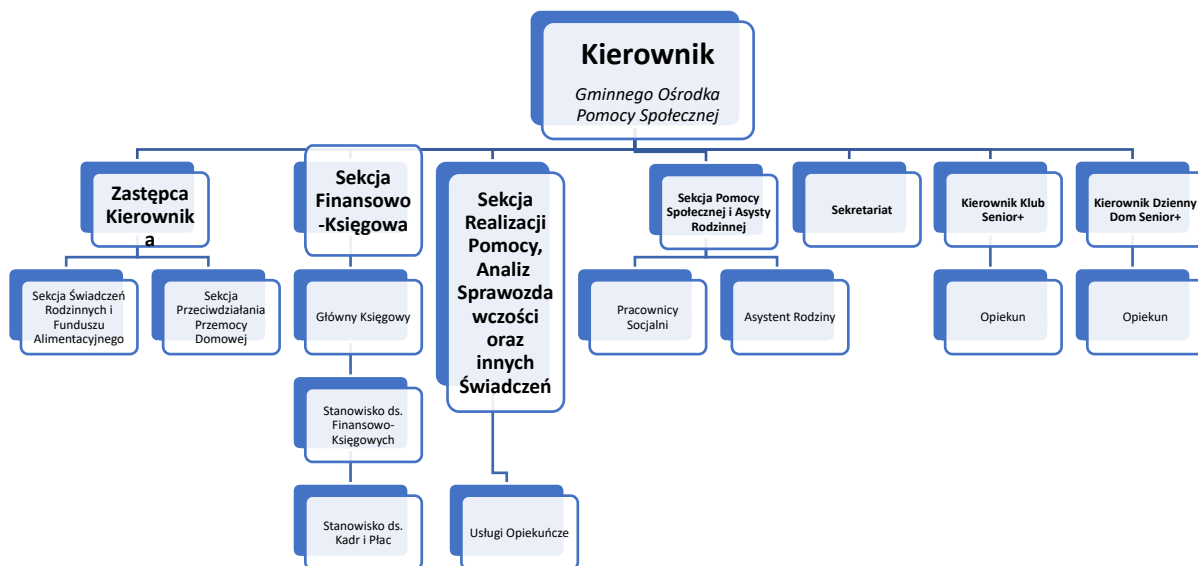 Kierownik
Gminnego Ośrodka
Pomocy Społecznej
Zastępca
Kierownik
a
Sekcja
Finansowo
-Księgowa
Sekcja
Realizacji
Pomocy,
Analiz
Sprawozda
wczości
oraz
innych
Świadczeń
Sekcja Pomocy
Społecznej i Asysty
Rodzinnej
Sekretariat
Kierownik Klub
Senior+
Kierownik Dzienny
Dom Senior+
Sekcja Świadczeń
Rodzinnych i
Funduszu
Alimentacyjnego
Sekcja
Przeciwdziałania
Przemocy
Domowej
Główny Księgowy
Pracownicy
Socjalni
Asystent Rodziny
Opiekun
Opiekun
Stanowisko ds.
Finansowo-
Księgowych
Stanowisko ds.
Kadr i Płac
Usługi Opiekuńcze